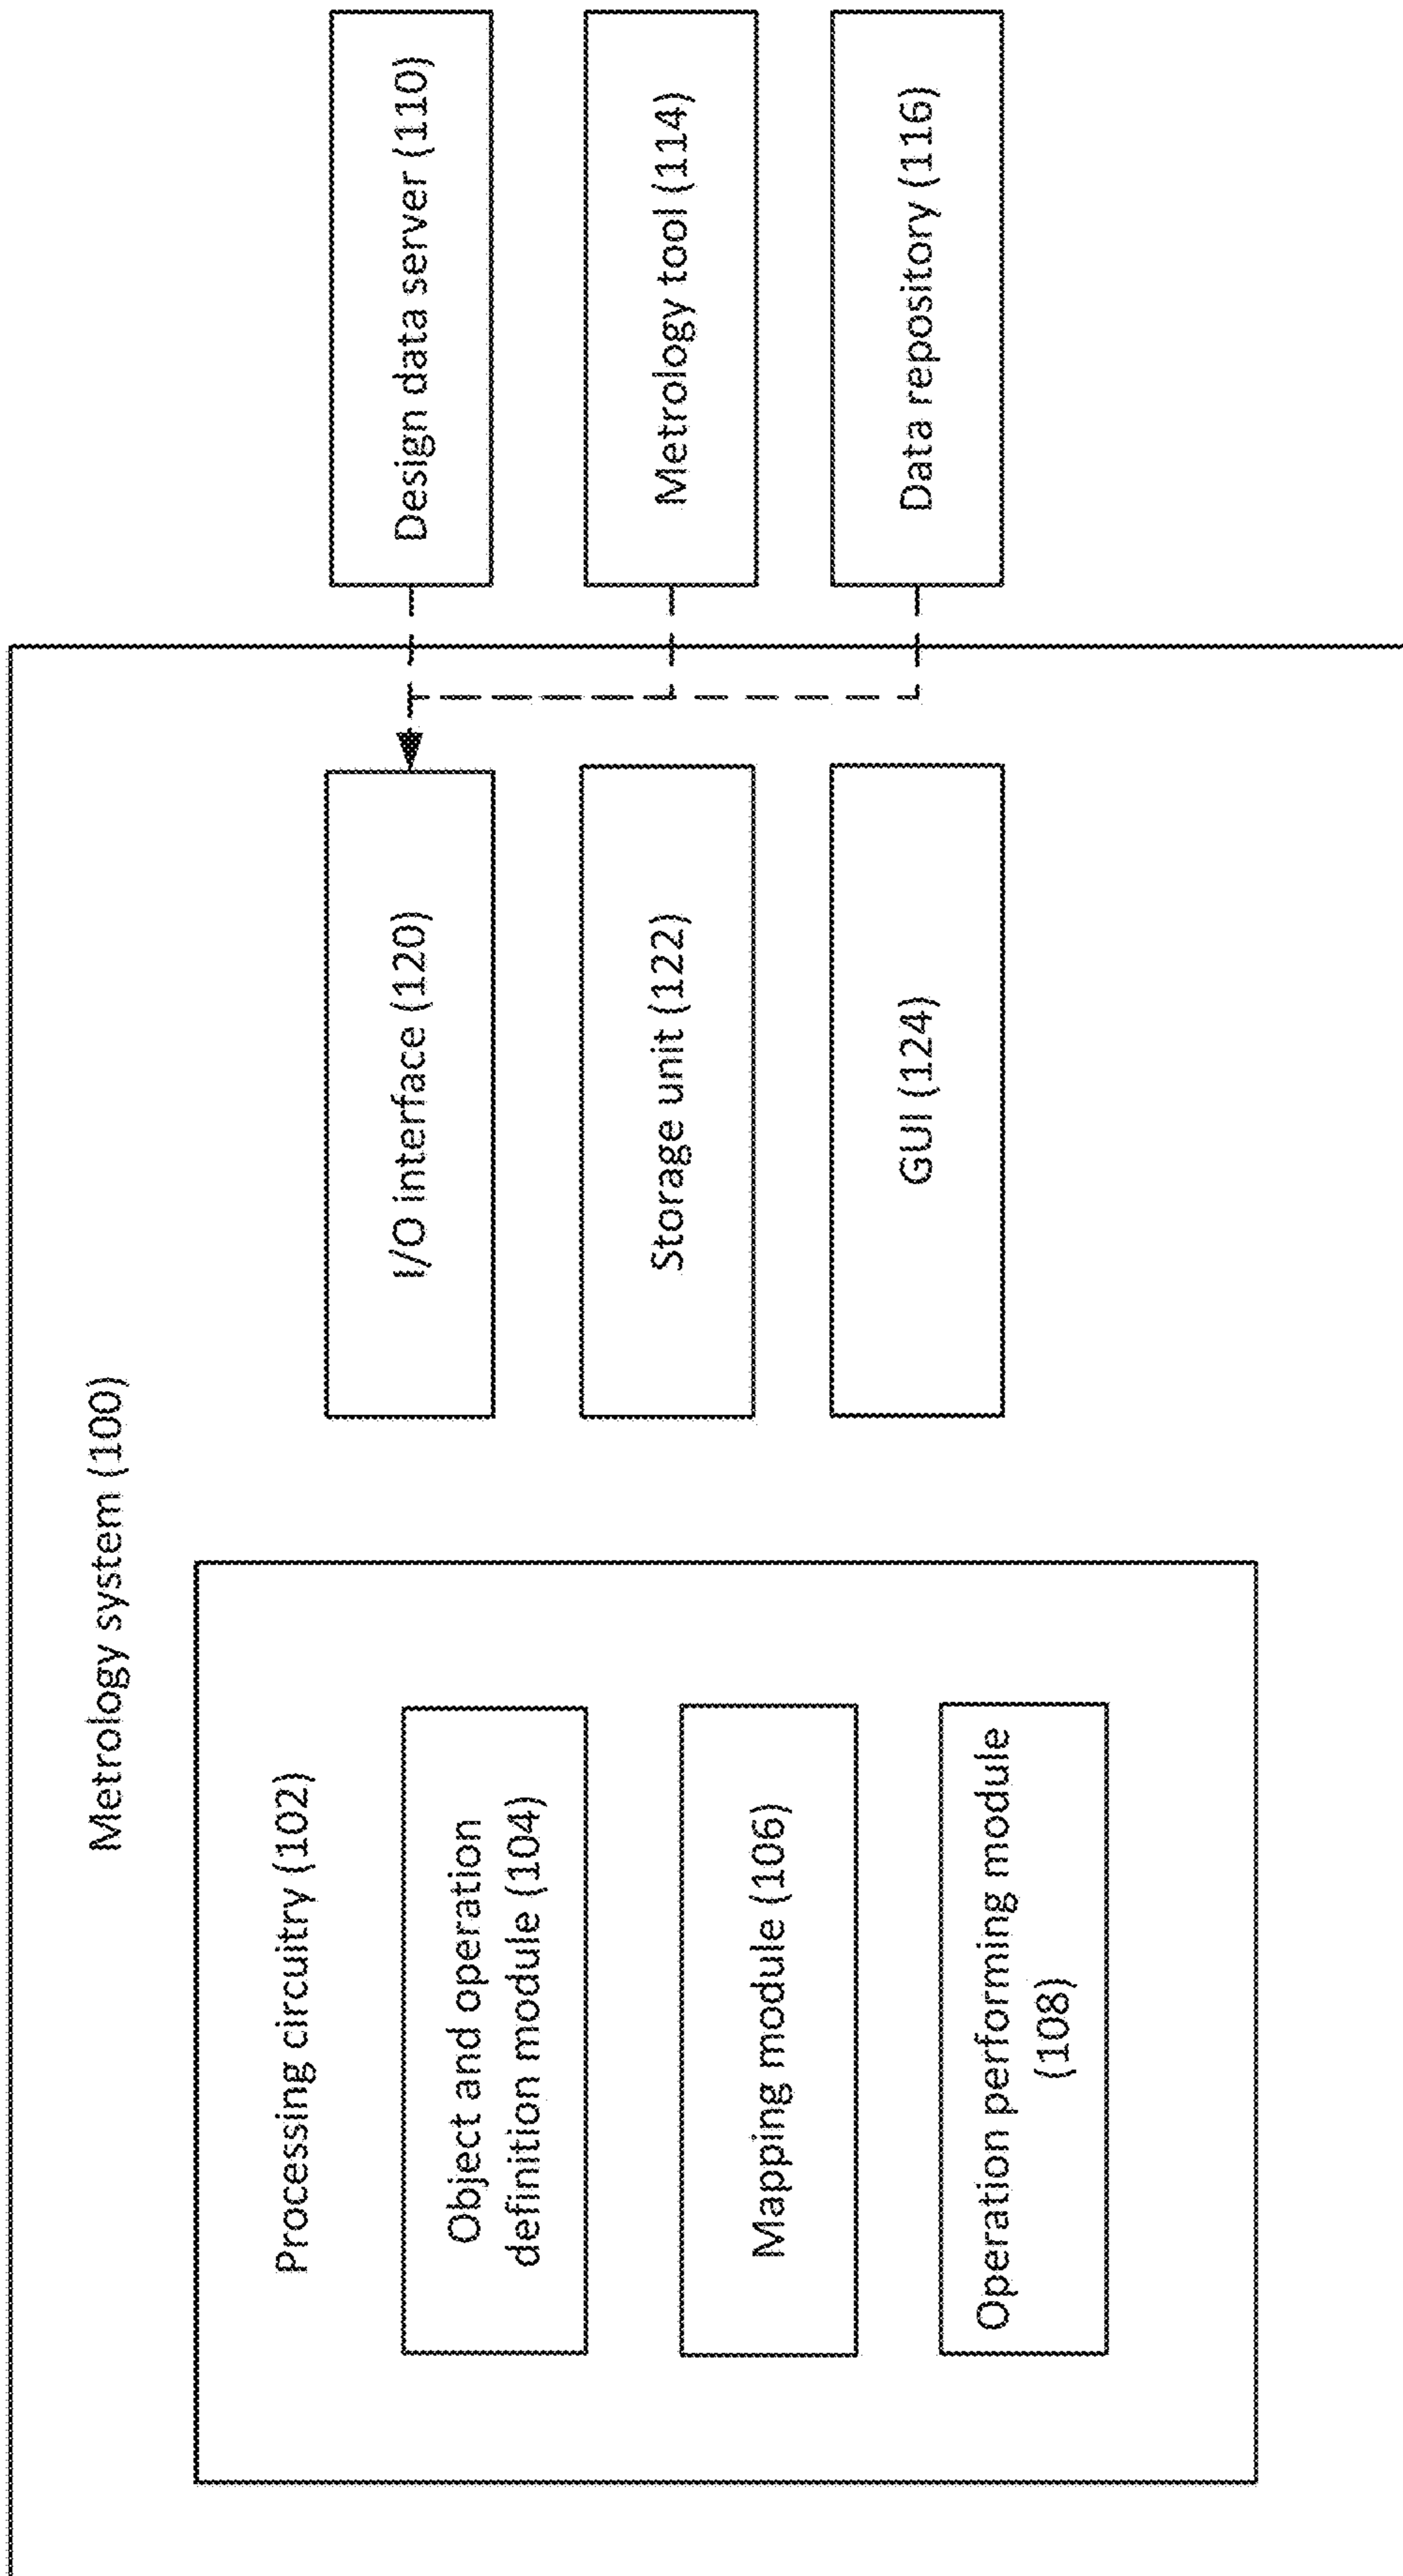 Metrology system (100)
Processing circuitry (102)
Object and operation
definition module (104)
Mapping module (106)
Operation performing module
(108)
I/O interface (120)
Storage unit (122)
GUI (124)
Design data server (110)
Metrology tool (114)
Data repository (116)